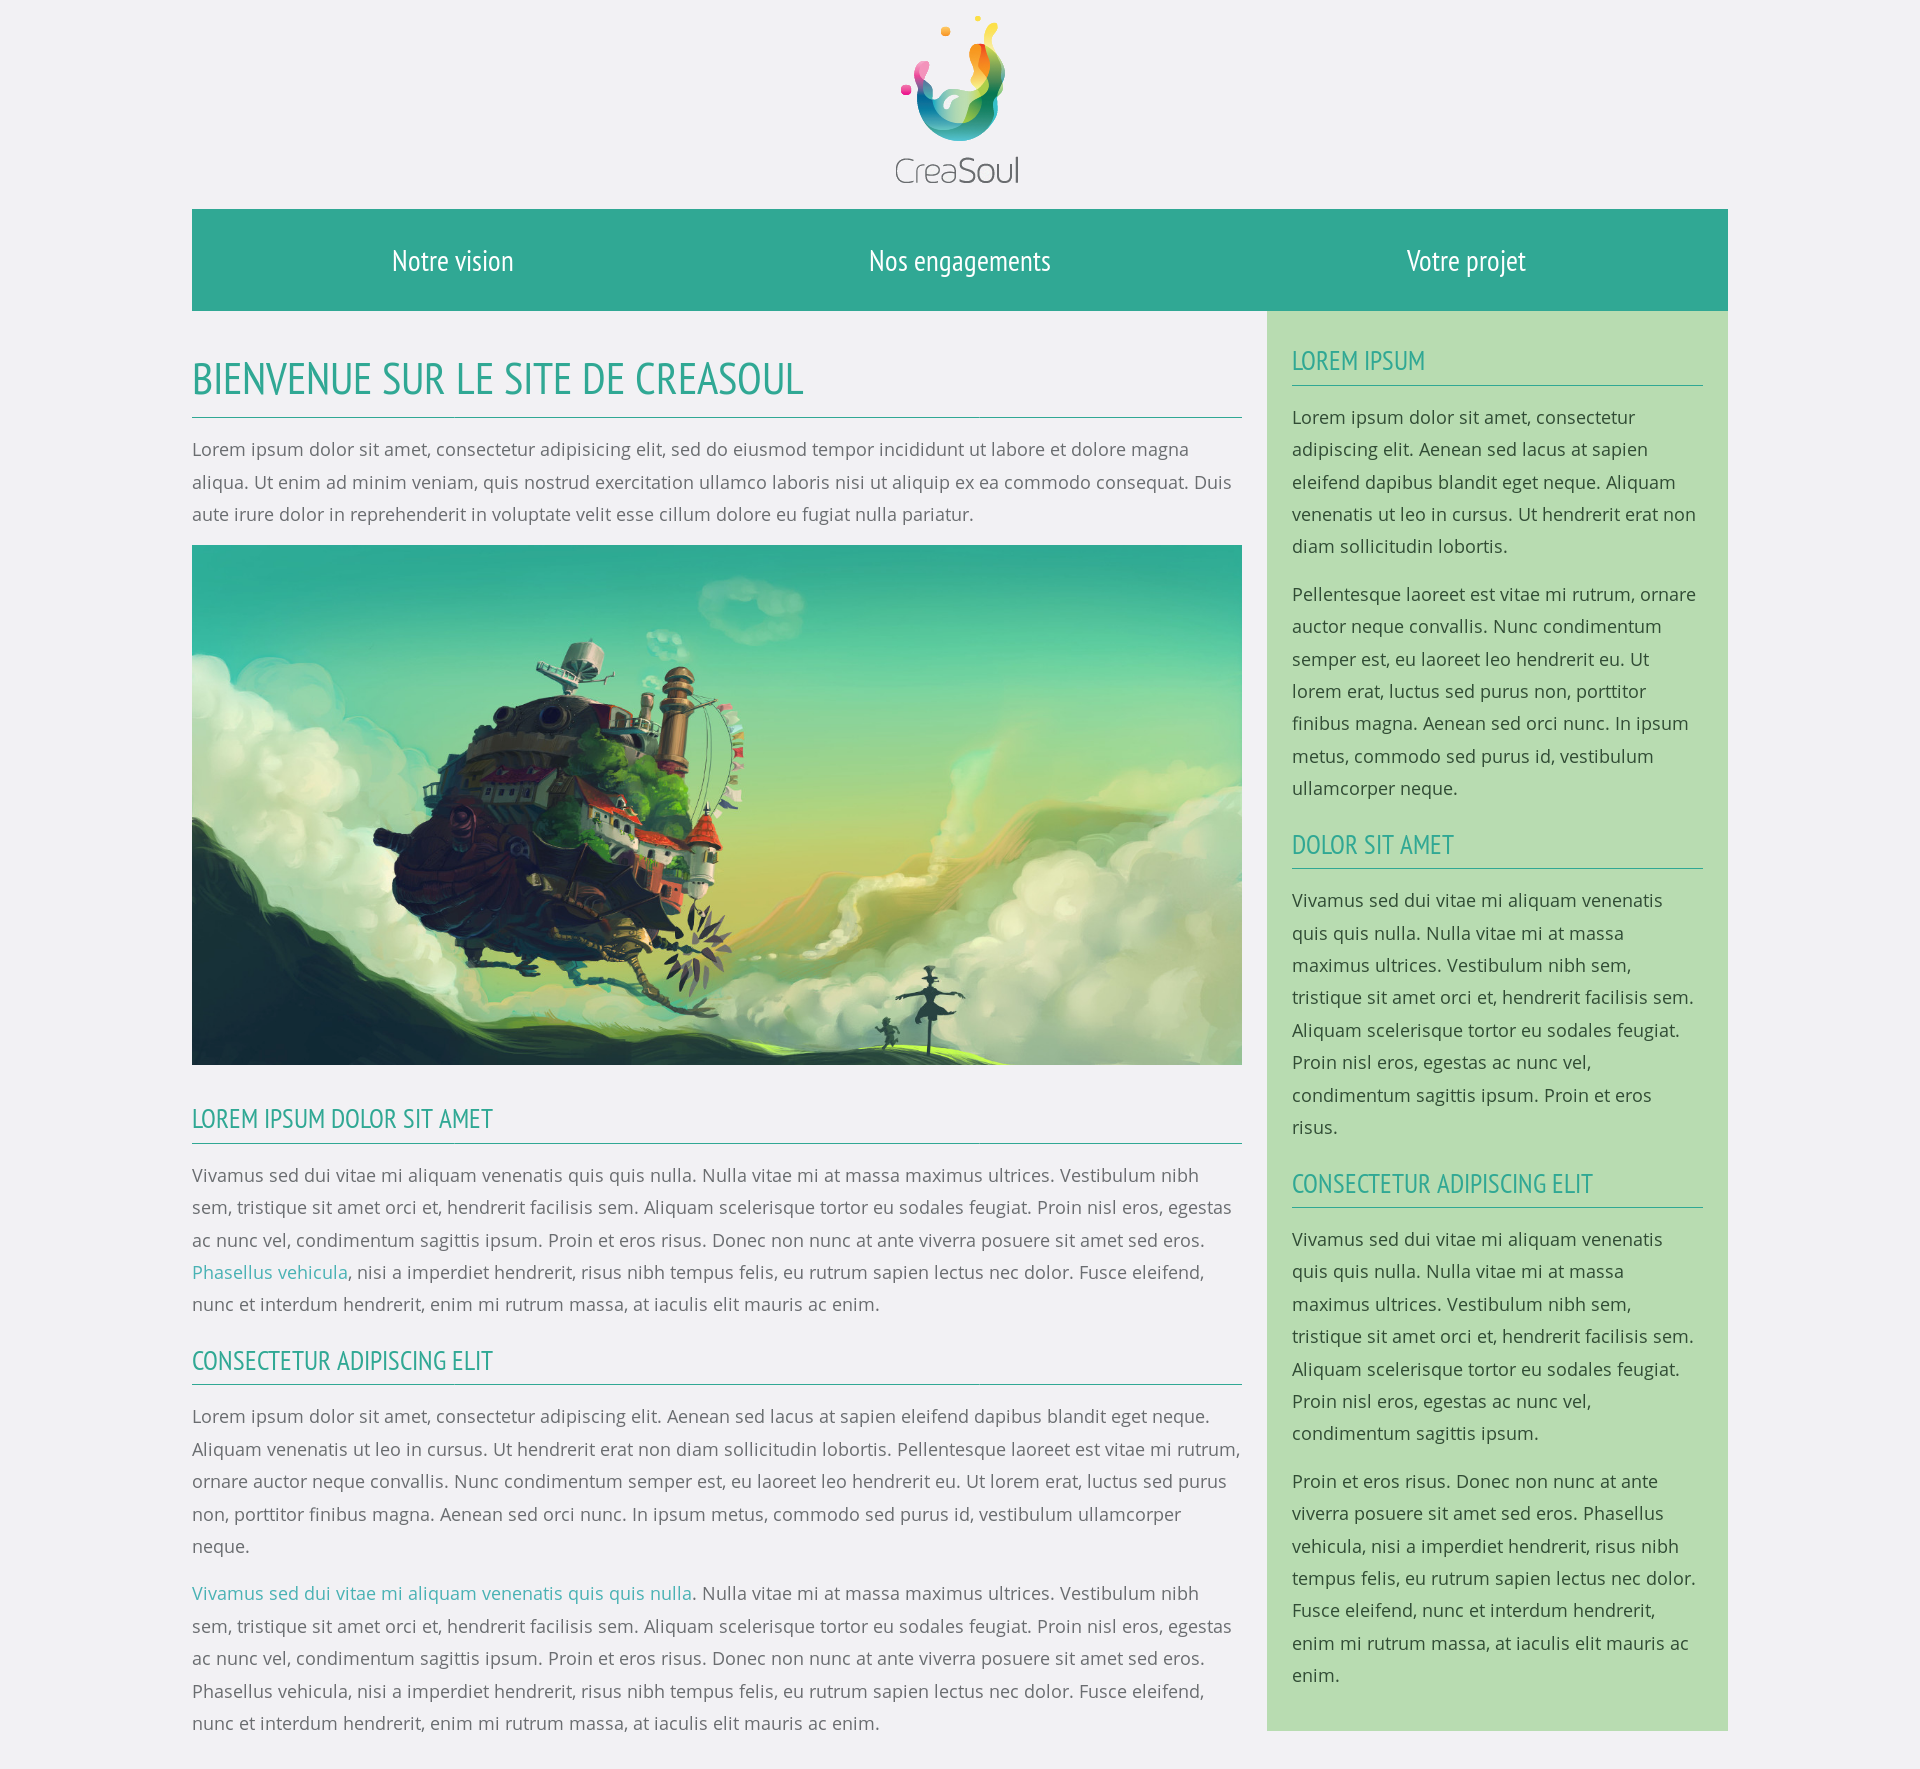 CreaSoul
Notre vision
Nos engagements
Votre projet
BIENVENUE SUR LE SITE DE CREASOUL
Lorem ipsum dolor sit amet, consectetur adipisicing elit, sed do eiusmod tempor incididunt ut labore et dolore magna
aliqua. Ut enim ad minim veniam, quis nostrud exercitation ullamco laboris nisi ut aliquip ex ea commodo consequat. Duis
aute irure dolor in reprehenderit in voluptate velit esse cillum dolore eu fugiat nulla pariatur.
LOREM IPSUM DOLOR SIT AMET
Vivamus sed dui vitae mi aliquam venenatis quis quis nulla. Nulla vitae mi at massa maximus ultrices. Vestibulum nibh
sem, tristique sit amet orci et, hendrerit facilisis sem. Aliquam scelerisque tortor eu sodales feugiat. Proin nisl eros, egestas
ac nunc vel, condimentum sagittis ipsum. Proin et eros risus. Donec non nunc at ante viverra posuere sit amet sed eros.
Phasellus vehicula, nisi a imperdiet hendrerit, risus nibh tempus felis, eu rutrum sapien lectus nec dolor. Fusce eleifend,
nunc et interdum hendrerit, enim mi rutrum massa, at iaculis elit mauris ac enim.
CONSECTETUR ADIPISCING ELIT
Lorem ipsum dolor sit amet, consectetur adipiscing elit. Aenean sed lacus at sapien eleifend dapibus blandit eget neque.
Aliquam venenatis ut leo in cursus. Ut hendrerit erat non diam sollicitudin lobortis. Pellentesque laoreet est vitae mi rutrum,
ornare auctor neque convallis. Nunc condimentum semper est, eu laoreet leo hendrerit eu. Ut lorem erat, luctus sed purus
non, porttitor finibus magna. Aenean sed orci nunc. In ipsum metus, commodo sed purus id, vestibulum ullamcorper
neque.
Vivamus sed dui vitae mi aliquam venenatis quis quis nulla. Nulla vitae mi at massa maximus ultrices. Vestibulum nibh
sem, tristique sit amet orci et, hendrerit facilisis sem. Aliquam scelerisque tortor eu sodales feugiat. Proin nisl eros, egestas
ac nunc vel, condimentum sagittis ipsum. Proin et eros risus. Donec non nunc at ante viverra posuere sit amet sed eros.
Phasellus vehicula, nisi a imperdiet hendrerit, risus nibh tempus felis, eu rutrum sapien lectus nec dolor. Fusce eleifend,
nunc et interdum hendrerit, enim mi rutrum massa, at iaculis elit mauris ac enim.
LOREM IPSUM
Lorem ipsum dolor sit amet, consectetur
adipiscing elit. Aenean sed lacus at sapien
eleifend dapibus blandit eget neque. Aliquam
venenatis ut leo in cursus. Ut hendrerit erat non
diam sollicitudin lobortis.
Pellentesque laoreet est vitae mi rutrum, ornare
auctor neque convallis. Nunc condimentum
semper est, eu laoreet leo hendrerit eu. Ut
lorem erat, luctus sed purus non, porttitor
finibus magna. Aenean sed orci nunc. In ipsum
metus, commodo sed purus id, vestibulum
ullamcorper neque.
DOLOR SIT AMET
Vivamus sed dui vitae mi aliquam venenatis
quis quis nulla. Nulla vitae mi at massa
maximus ultrices. Vestibulum nibh sem,
tristique sit amet orci et, hendrerit facilisis sem.
Aliquam scelerisque tortor eu sodales feugiat.
Proin nisl eros, egestas ac nunc vel,
condimentum sagittis ipsum. Proin et eros
risus.
CONSECTETUR ADIPISCING ELIT
Vivamus sed dui vitae mi aliquam venenatis
quis quis nulla. Nulla vitae mi at massa
maximus ultrices. Vestibulum nibh sem,
tristique sit amet orci et, hendrerit facilisis sem.
Aliquam scelerisque tortor eu sodales feugiat.
Proin nisl eros, egestas ac nunc vel,
condimentum sagittis ipsum.
Proin et eros risus. Donec non nunc at ante
viverra posuere sit amet sed eros. Phasellus
vehicula, nisi a imperdiet hendrerit, risus nibh
tempus felis, eu rutrum sapien lectus nec dolor.
Fusce eleifend, nunc et interdum hendrerit,
enim mi rutrum massa, at iaculis elit mauris ac
enim.